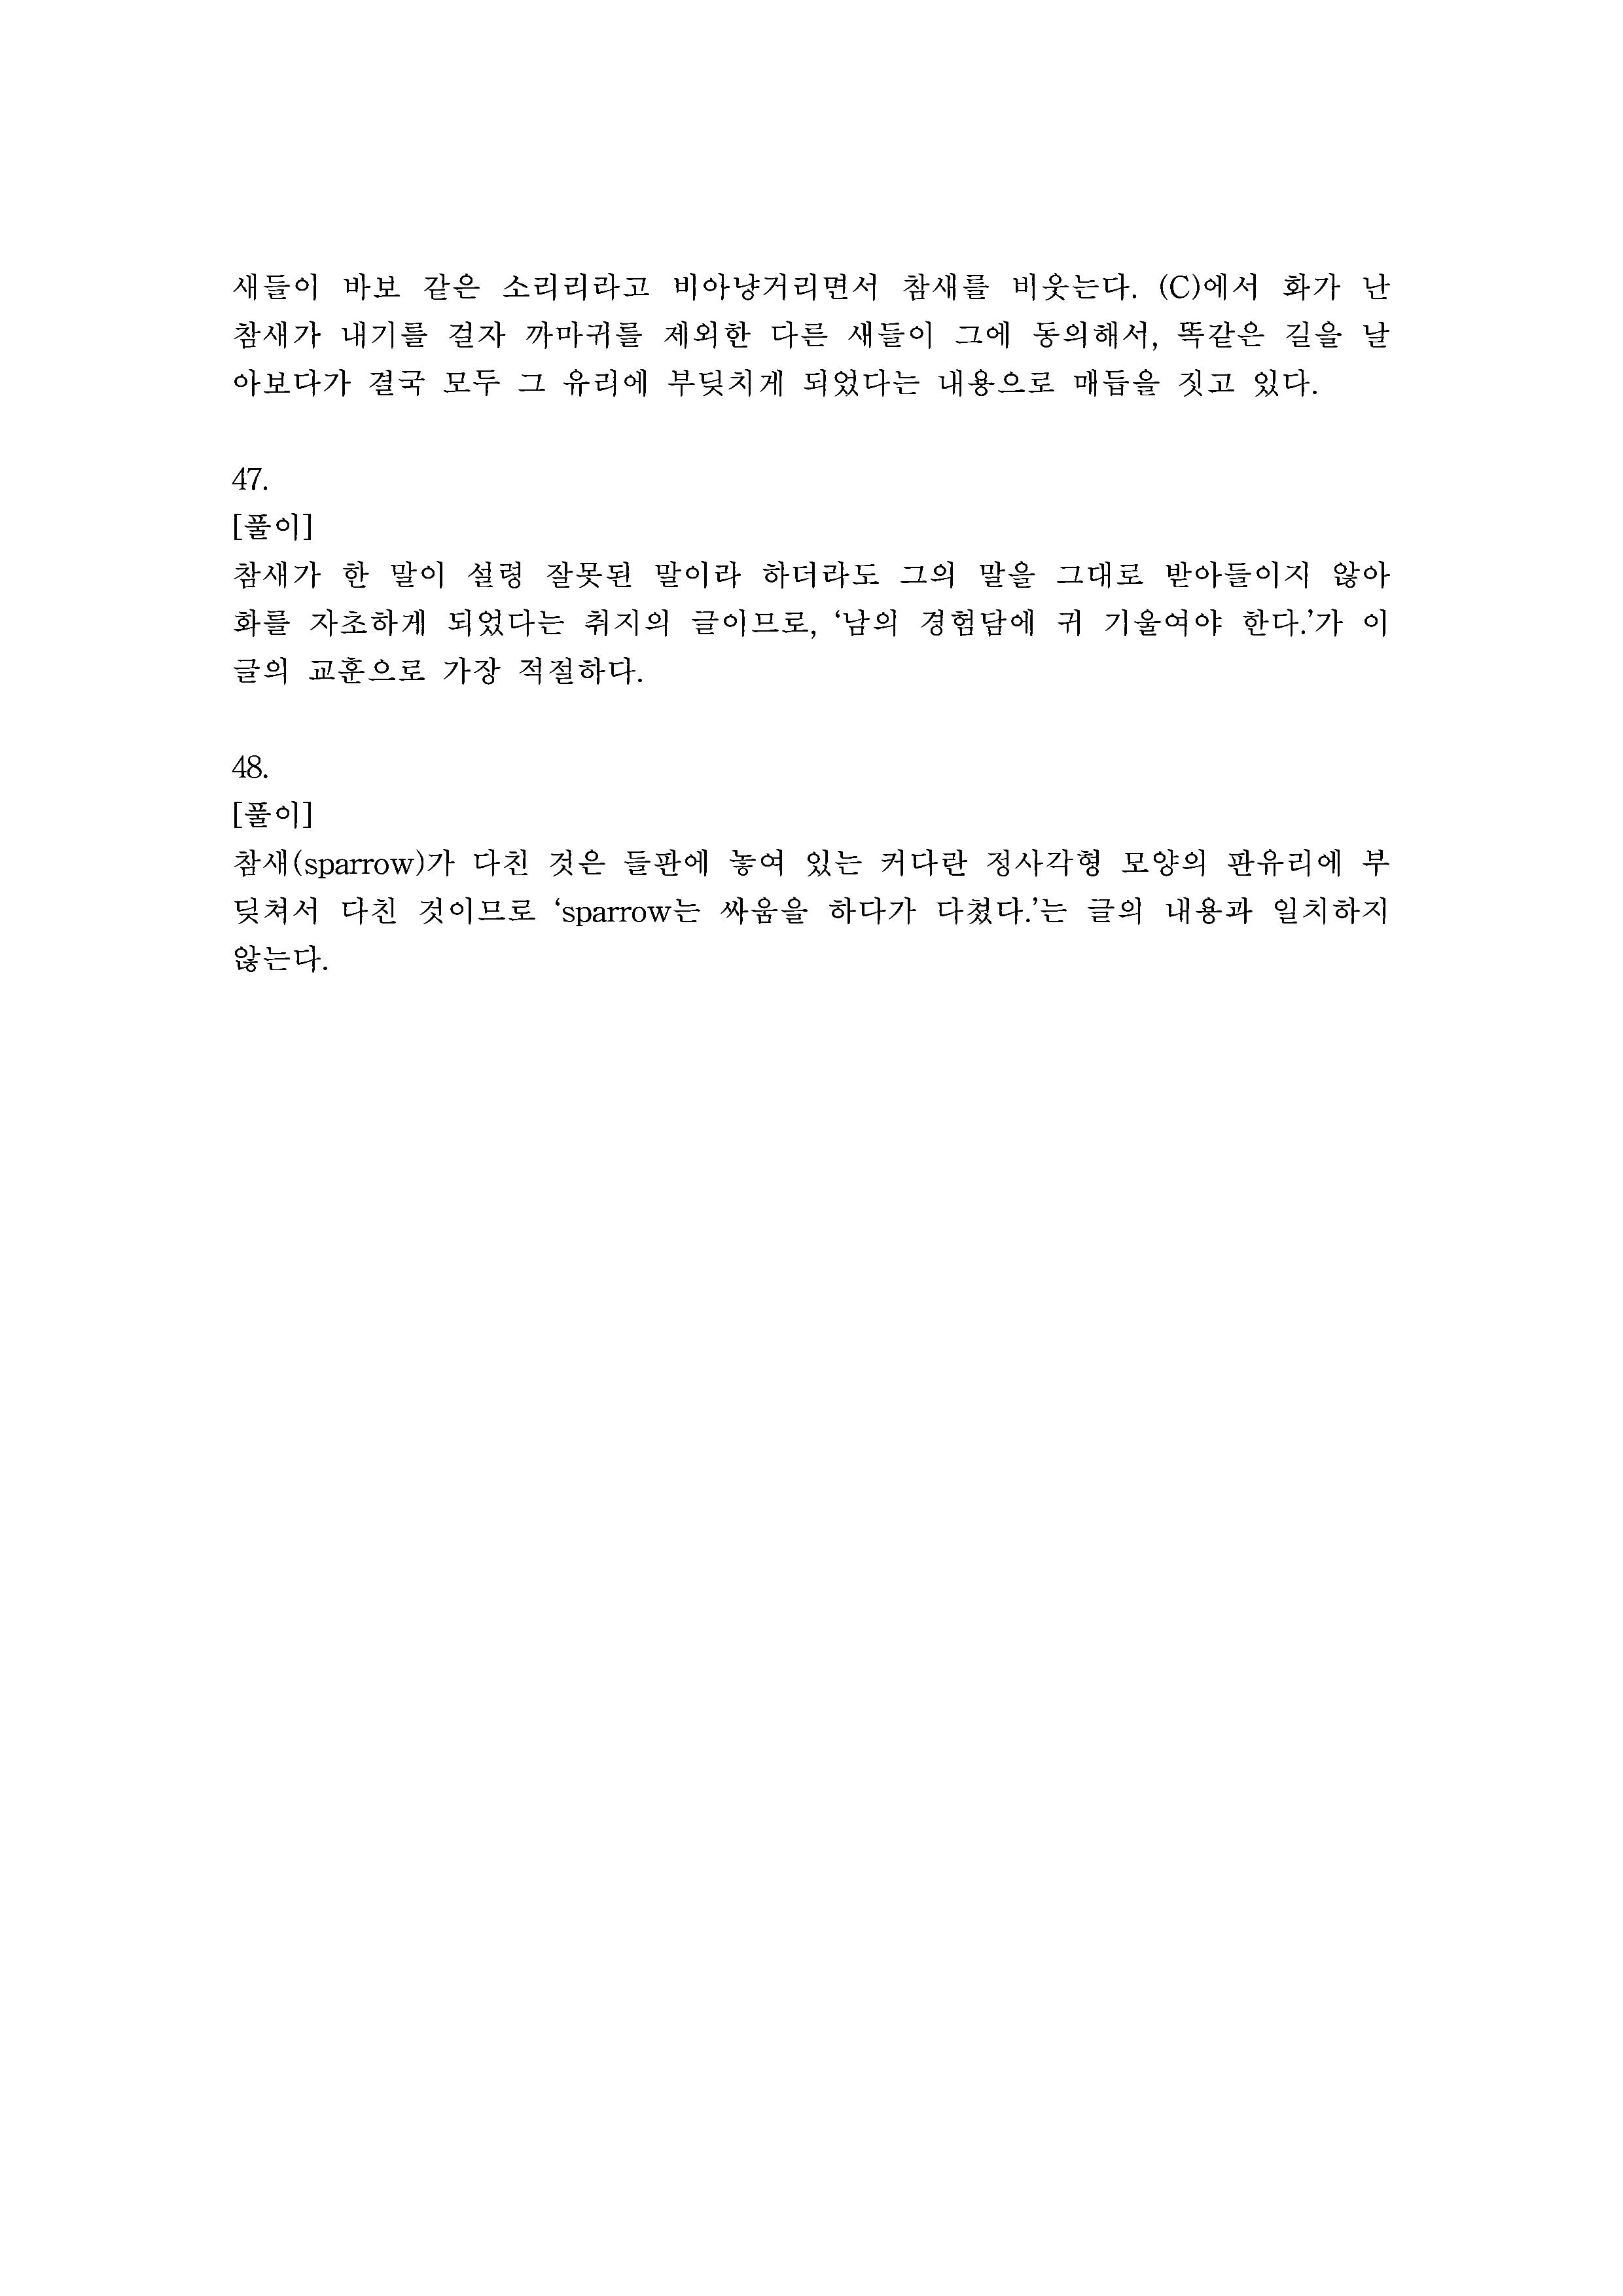 새들이 바보 같은 소리리라고 비아냥거리면서 참새를 비웃는다. (C)에서 화가 난
참새가 내기를 걸자 까마귀를 제외한 다른 새들이 그에 동의해서, 똑같은 길을 날
아보다가 결국 모두 그 유리에 부딪치게 되었다는 내용으로 매듭을 짓고 있다.
47.
[풀이]
참새가 한 말이 설령 잘못된 말이라 하더라도 그의 말을 그대로 받아들이지 않아
화를 자초하게 되었다는 취지의 글이므로, ‘남의 경험담에 귀 기울여야 한다.’가 이
글의 교훈으로 가장 적절하다.
48.
[풀이]
참새(sparrow)가 다친 것은 들판에 놓여 있는 커다란 정사각형 모양의 판유리에 부
딪쳐서 다친 것이므로 ‘sparrow는 싸움을 하다가 다쳤다.’는 글의 내용과 일치하지
않는다.